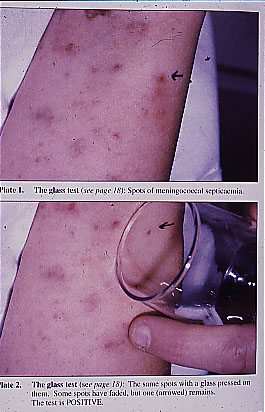 Plate 1. The glass test (see page 18): Spots of meningococcal septicaemia.
Plate 2. The glass test (see page 18): The same spots with a glass pressed on
them. Some spots have faded, but one (arrowed) remains.
The test is POSITIVE.